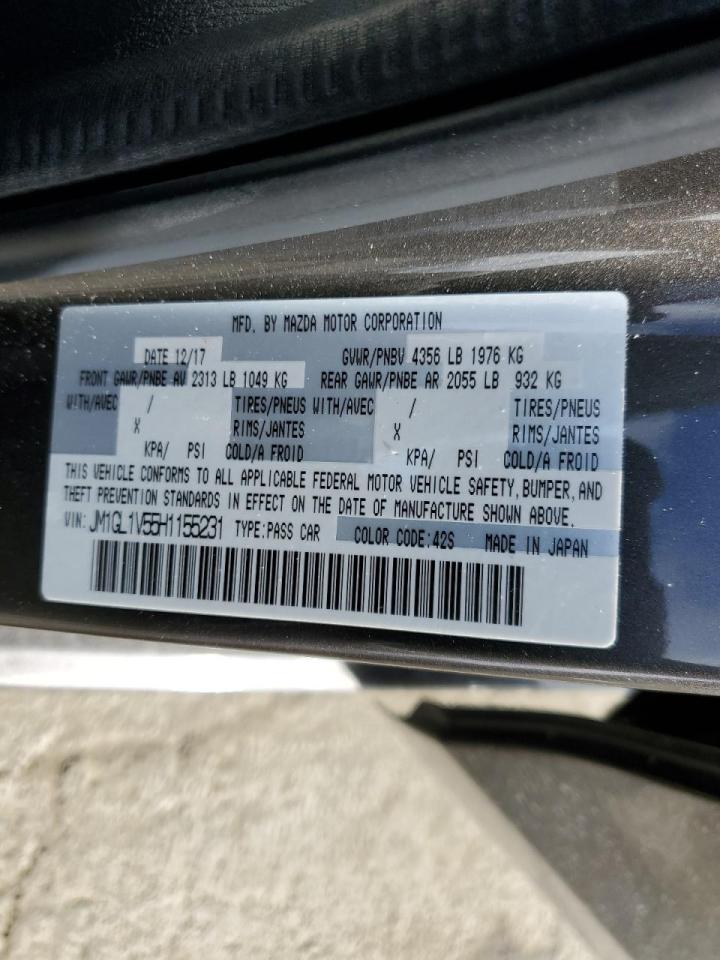 MFD. BY MAZDA MOTOR CORPORATION
DATE 12/17 GVWR/PNBV 4356 LB 1976 KG
FRONT GAWR/PNBE AV 2313 LB 1049 KG REAR GAWR/PNBE AR 2055 LB 932 KG
WITH/AVEC / TIRES/PNEUS WITH/AVEC / TIRES/PNEUS
X RIMS/JANTES X RIMS/JANTES
KPA/ PSI COLD/A FROID KPA/ PSI COLD/A FROID
THIS VEHICLE CONFORMS TO ALL APPLICABLE FEDERAL MOTOR VEHICLE SAFETY, BUMPER, AND
THEFT PREVENTION STANDARDS IN EFFECT ON THE DATE OF MANUFACTURE SHOWN ABOVE.
VIN: JM1GL1V55H1155231 TYPE: PASS CAR COLOR CODE: 42S MADE IN JAPAN